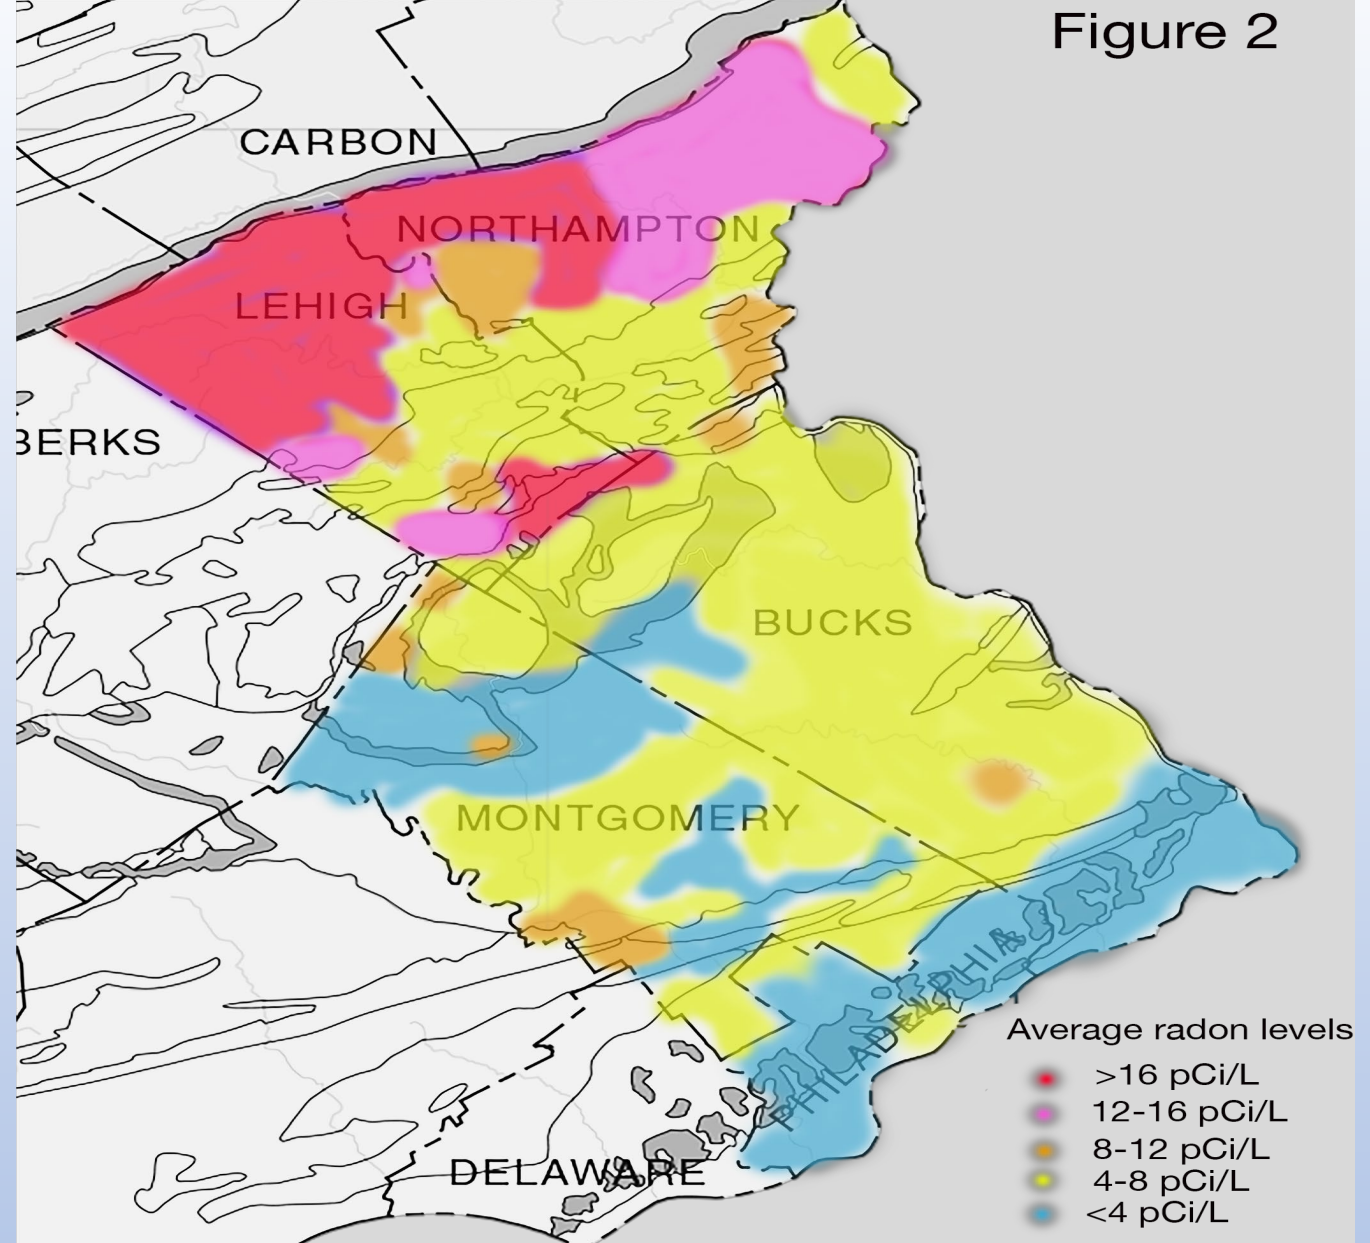 Figure 2
CARBON
NORTHAMPTON
LEHIGH
BERKS
BUCKS
MONTGOMERY
PHILADELPHIA
DELAWARE
Average radon levels
>16 pCi/L
12-16 pCi/L
8-12 pCi/L
4-8 pCi/L
<4 pCi/L